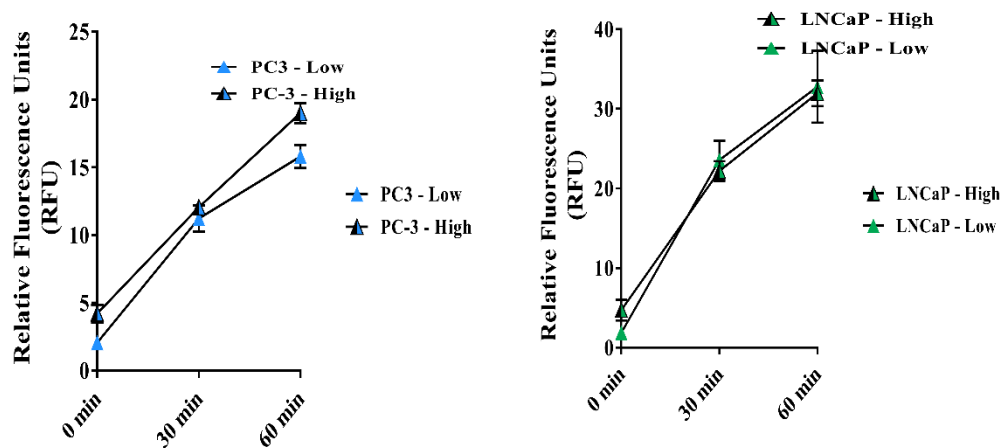 Relative Fluorescence Units
(RFU)
25
20
15
10
5
0
0 min
30 min
60 min
PC3 - Low
PC-3 - High
PC3 - Low
PC-3 - High
Relative Fluorescence Units
(RFU)
40
30
20
10
0
0 min
30 min
60 min
LNCaP - High
LNCaP - Low
LNCaP - High
LNCaP - Low